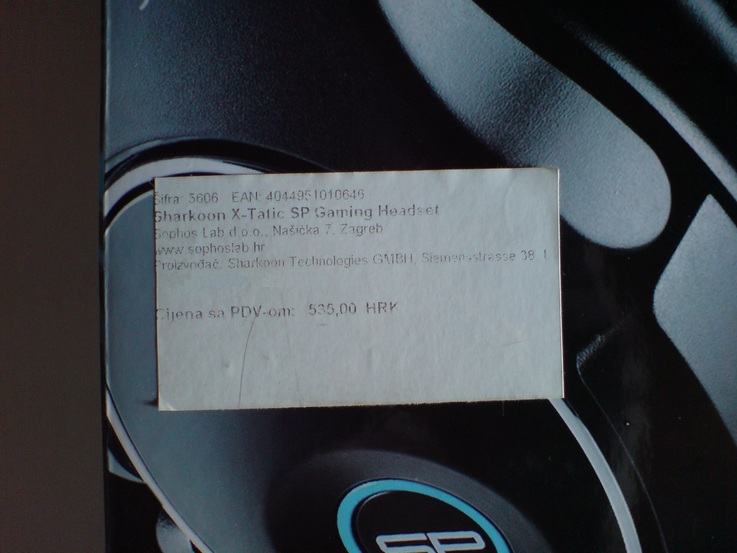 Šifra: 5606 EAN: 4044951010646
Sharkoon X-Tatic SP Gaming Headset
Sophos Lab d.o.o., Našička 7, Zagreb
www.sophoslab.hr
Proizvođač: Sharkoon Technologies GMBH, Siemensstrasse 38, I
Cijena sa PDV-om: 535,00 HRK
SP